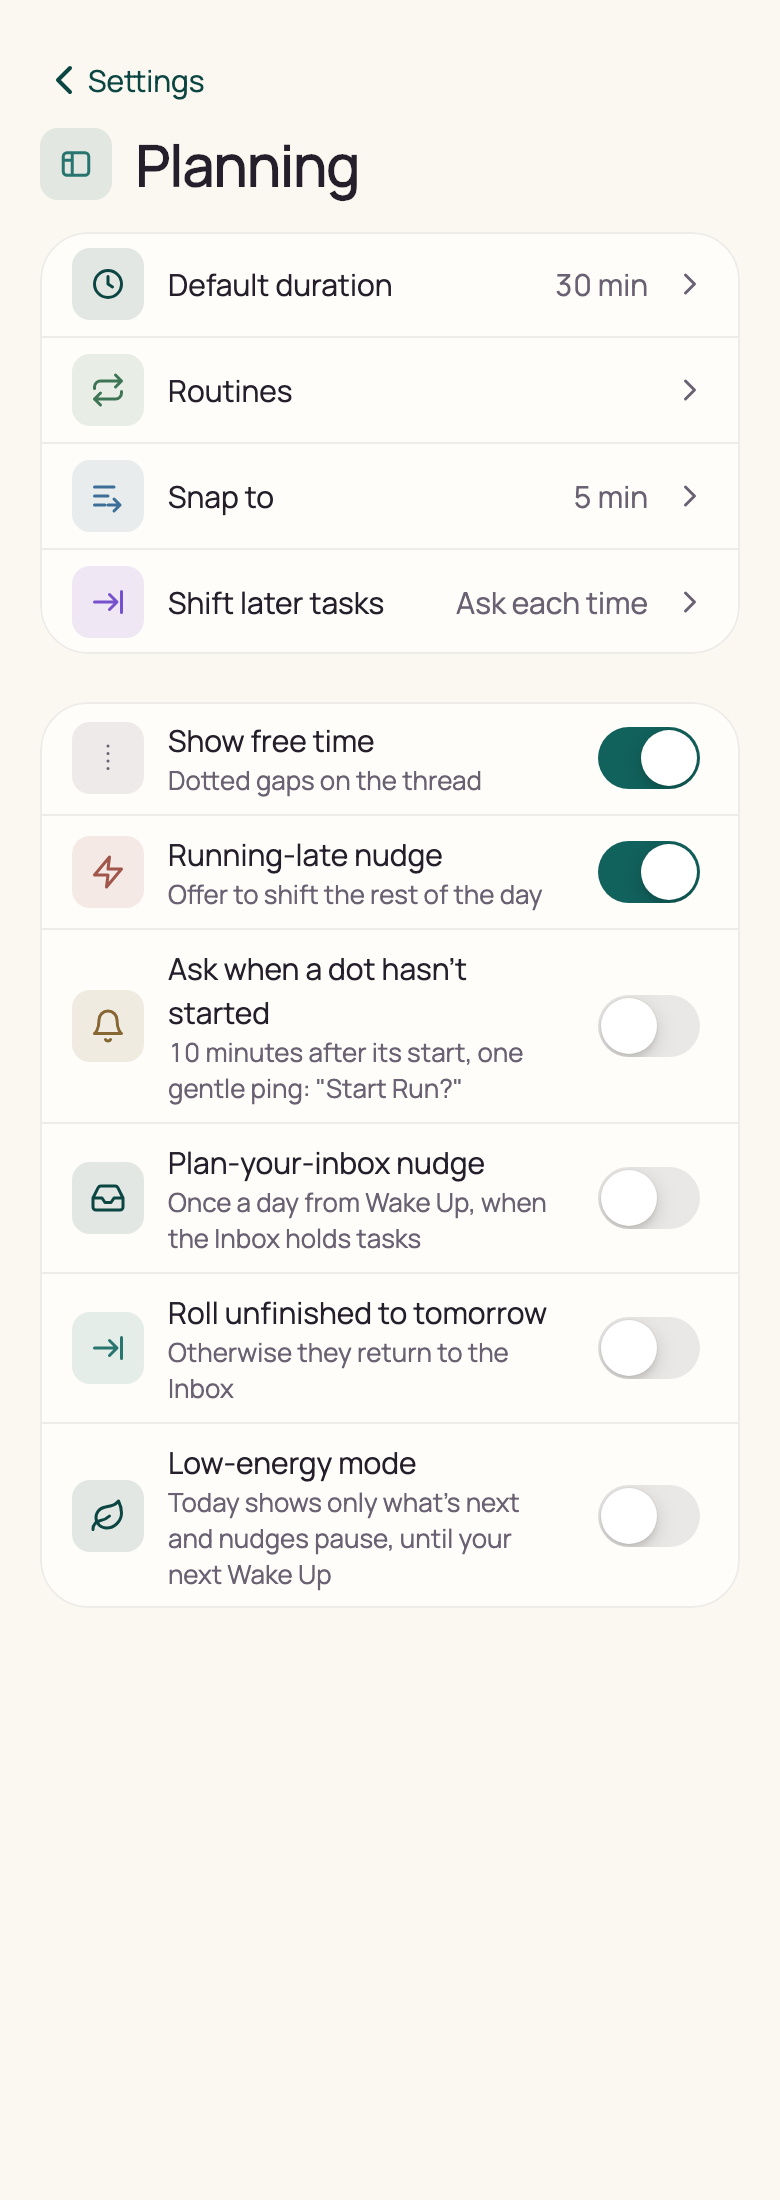 Settings
Planning
Default duration 30 min
Routines
Snap to 5 min
Shift later tasks Ask each time
Show free time
Dotted gaps on the thread
Running-late nudge
Offer to shift the rest of the day
Ask when a dot hasn’t
started
10 minutes after its start, one
gentle ping: "Start Run?"
Plan-your-inbox nudge
Once a day from Wake Up, when
the Inbox holds tasks
Roll unfinished to tomorrow
Otherwise they return to the
Inbox
Low-energy mode
Today shows only what’s next
and nudges pause, until your
next Wake Up